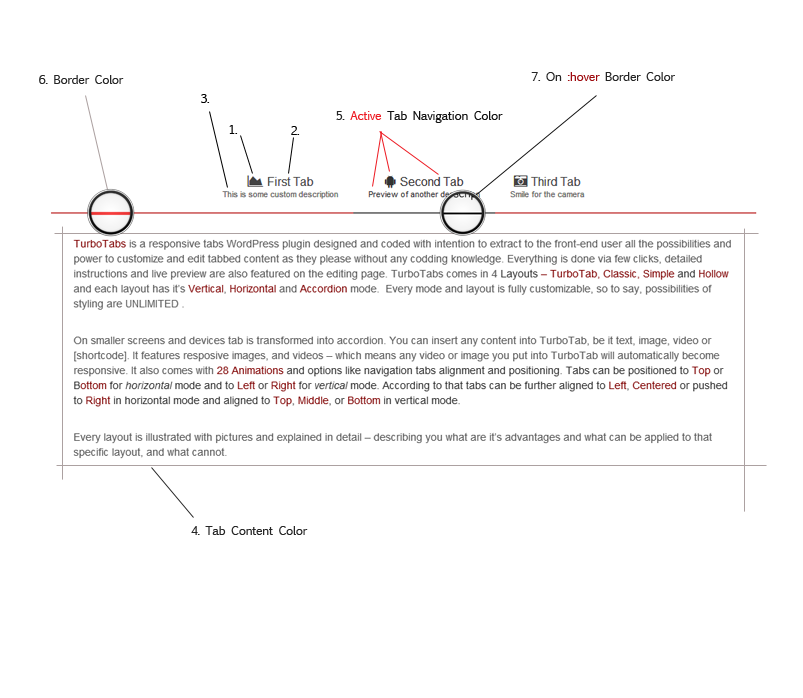 7. On :hover Border Color
6. Border Color
3.
5. Active Tab Navigation Color
1.
2.
First Tab
Second Tab
Third Tab
This is some custom description
Preview of another description
Smile for the camera
TurboTabs is a responsive tabs WordPress plugin designed and coded with intention to extract to the front-end user all the possibilities and
power to customize and edit tabbed content as they please without any codding knowledge. Everything is done via few clicks, detailed
instructions and live preview are also featured on the editing page. TurboTabs comes in 4 Layouts – TurboTab, Classic, Simple and Hollow
and each layout has it's Vertical, Horizontal and Accordion mode.  Every mode and layout is fully customizable, so to say, possibilities of
styling are UNLIMITED .
On smaller screens and devices tab is transformed into accordion. You can insert any content into TurboTab, be it text, image, video or
[shortcode]. It features resposive images, and videos – which means any video or image you put into TurboTab will automatically become
responsive. It also comes with 28 Animations and options like navigation tabs alignment and positioning. Tabs can be positioned to Top or
Bottom for horizontal mode and to Left or Right for vertical mode. According to that tabs can be further aligned to Left, Centered or pushed
to Right in horizontal mode and aligned to Top, Middle, or Bottom in vertical mode.
Every layout is illustrated with pictures and explained in detail – describing you what are it's advantages and what can be applied to that
specific layout, and what cannot.
4. Tab Content Color